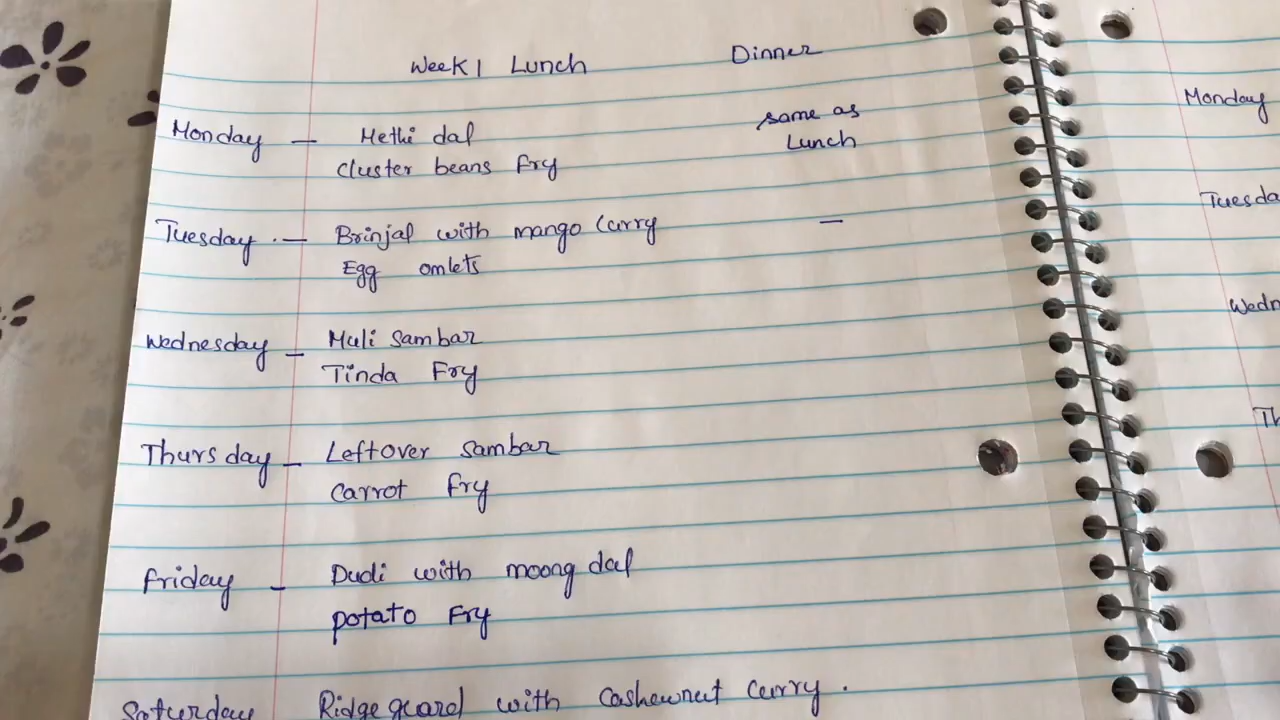 Week 1 Lunch Dinner
Monday — Methi dal same as
Cluster beans Fry Lunch
Tuesday — Brinjal with mango Curry —
Egg omlets
Wednesday — Muli Sambar
Tinda Fry
Thursday — Leftover Sambar
Carrot Fry
Friday — Dudi with moong dal
potato Fry
Saturday Ridge guard with Cashewnut Curry.
Monday